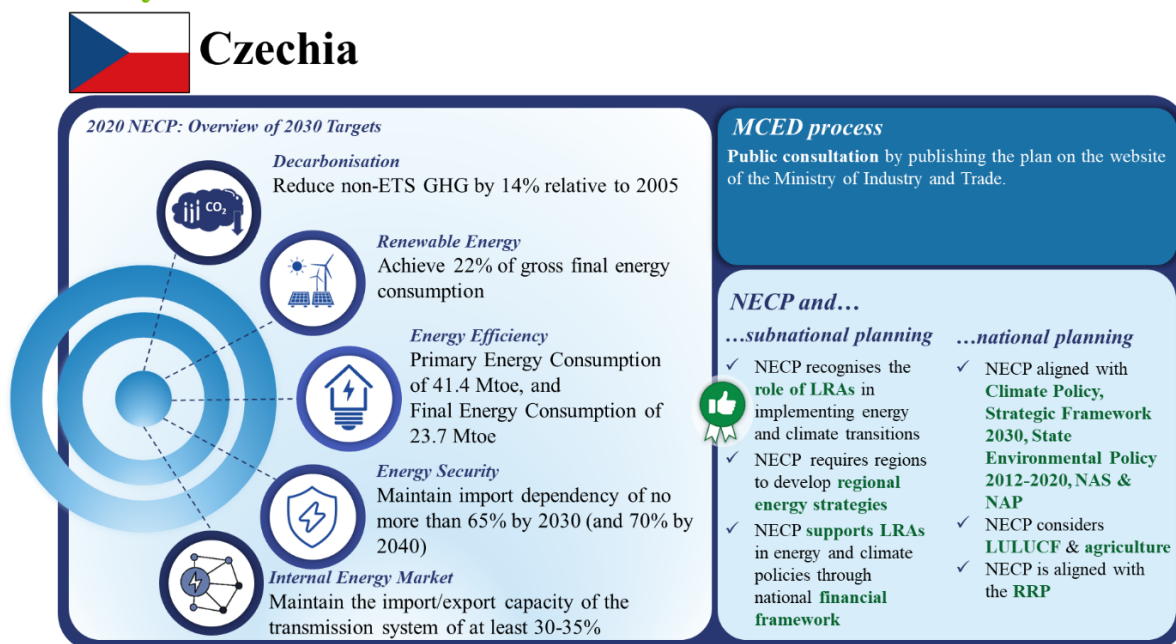 Czechia
2020 NECP: Overview of 2030 Targets
Decarbonisation
Reduce non-ETS GHG by 14% relative to 2005
CO2
Renewable Energy
Achieve 22% of gross final energy
consumption
Energy Efficiency
Primary Energy Consumption
of 41.4 Mtoe, and
Final Energy Consumption of
23.7 Mtoe
Energy Security
Maintain import dependency of no
more than 65% by 2030 (and 70% by
2040)
Internal Energy Market
Maintain the import/export capacity of the
transmission system of at least 30-35%
MCED process
Public consultation by publishing the plan on the website
of the Ministry of Industry and Trade.
NECP and…
…subnational planning
✓ NECP recognises the
role of LRAs in
implementing energy
and climate transitions
✓ NECP requires regions
to develop regional
energy strategies
✓ NECP supports LRAs
in energy and climate
policies through
national financial
framework
…national planning
✓ NECP aligned with
Climate Policy,
Strategic Framework
2030, State
Environmental Policy
2012-2020, NAS &
NAP
✓ NECP considers
LULUCF & agriculture
✓ NECP is aligned with
the RRP